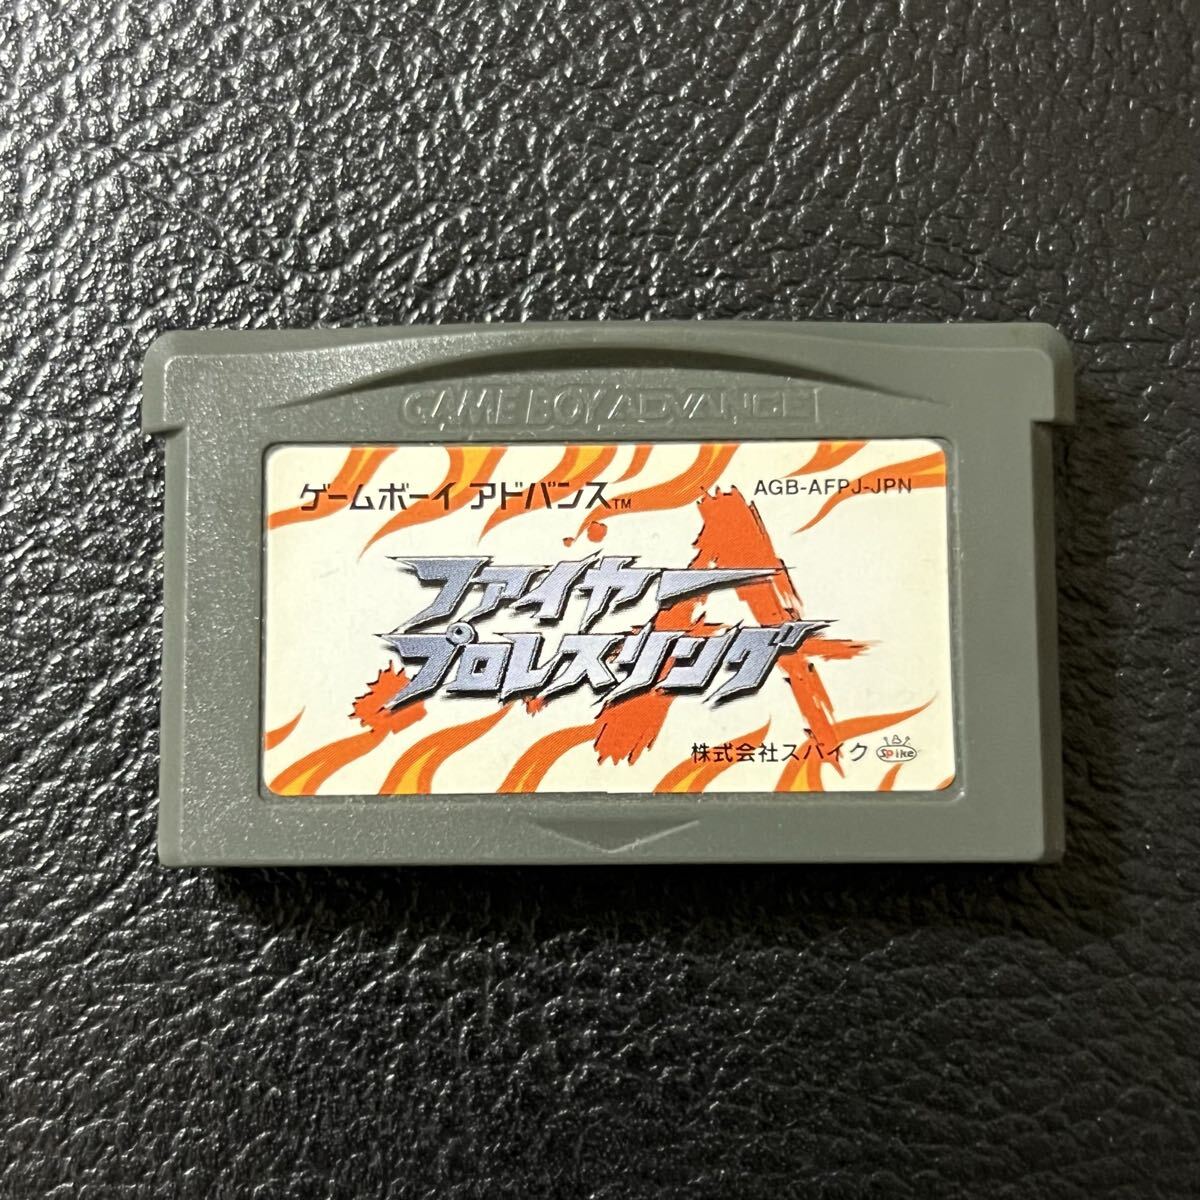 GAME BOY ADVANCE
ゲームボーイ アドバンス™
AGB-AFPJ-JPN
ファイヤー
プロレスリング
A
株式会社スパイク
Spike